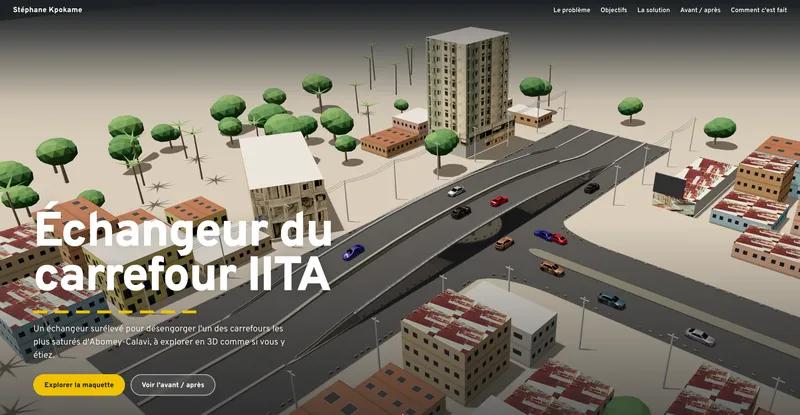 Stéphane Kpokame
Le problème Objectifs La solution Avant / après Comment c'est fait
Échangeur du
carrefour IITA
Un échangeur surélevé pour désengorger l'un des carrefours les
plus saturés d'Abomey-Calavi, à explorer en 3D comme si vous y
étiez.
Explorer la maquette Voir l'avant / après